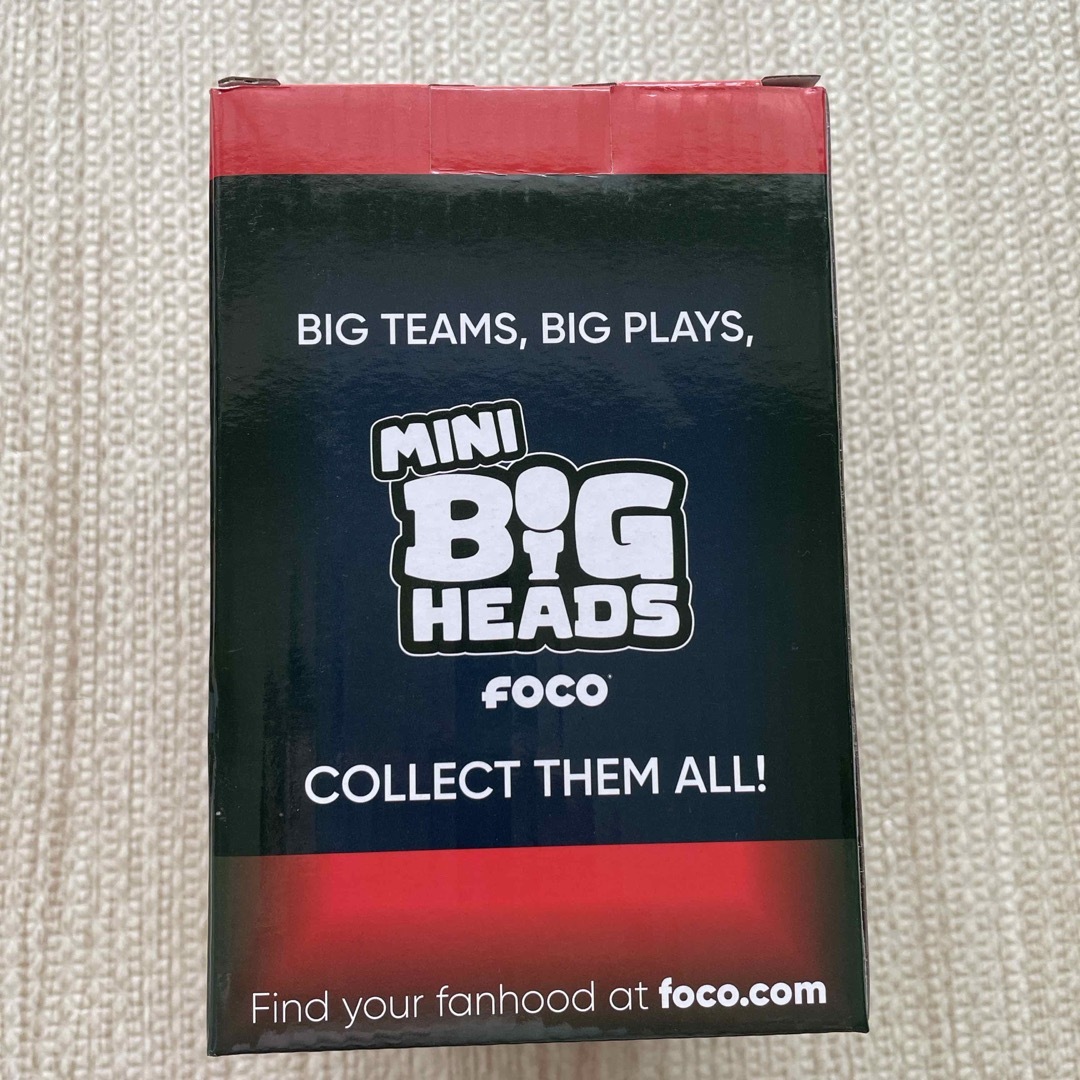 BIG TEAMS, BIG PLAYS,
MINI
BIG
HEADS
FOCO
COLLECT THEM ALL!
Find your fanhood at foco.com